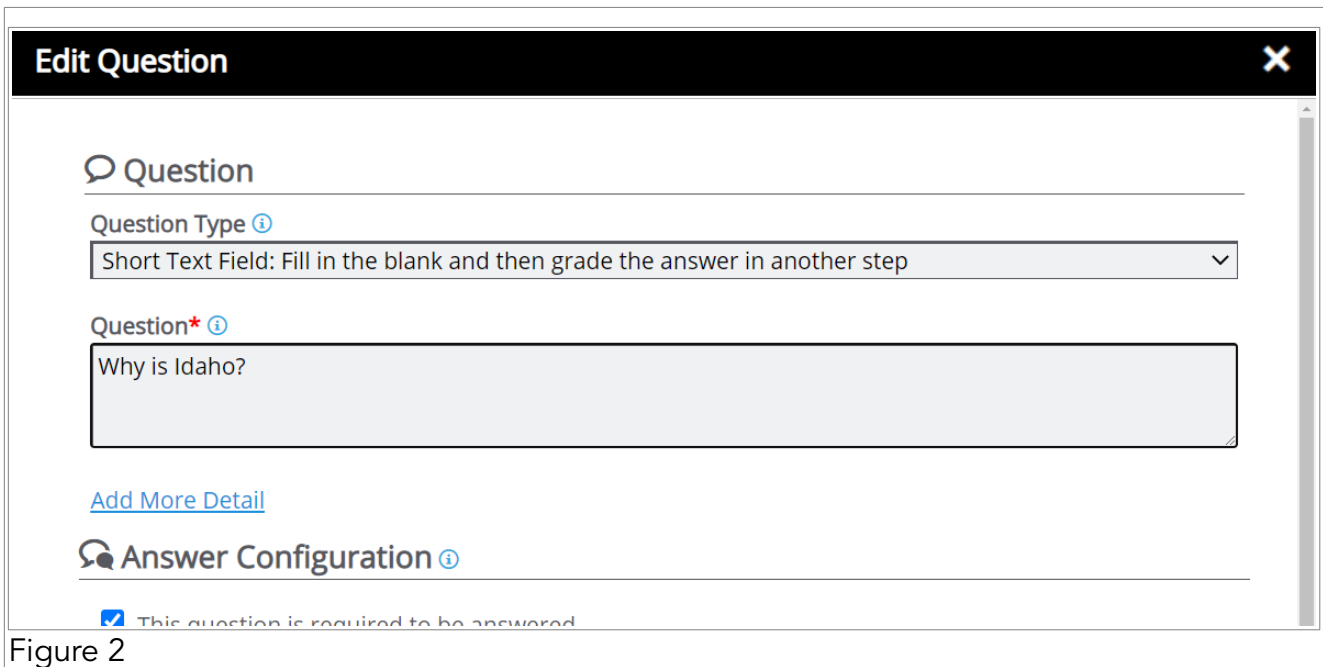 Edit Question
Question
Question Type
Short Text Field: Fill in the blank and then grade the answer in another step
Question*
Why is Idaho?
Add More Detail
Answer Configuration
This question is required to be answered
Figure 2